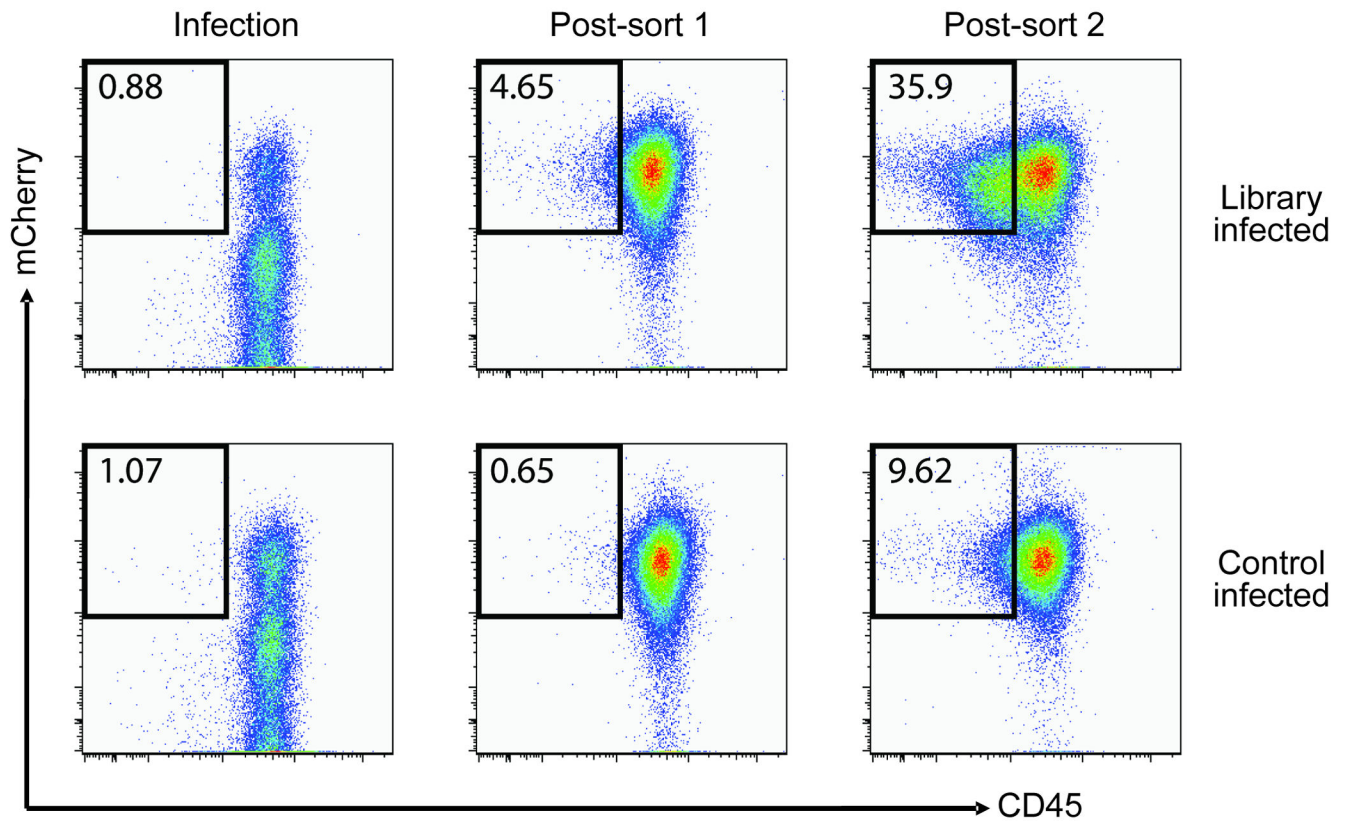 Infection
Post-sort 1
Post-sort 2
0.88
4.65
35.9
Library
infected
mCherry
1.07
0.65
9.62
Control
infected
CD45